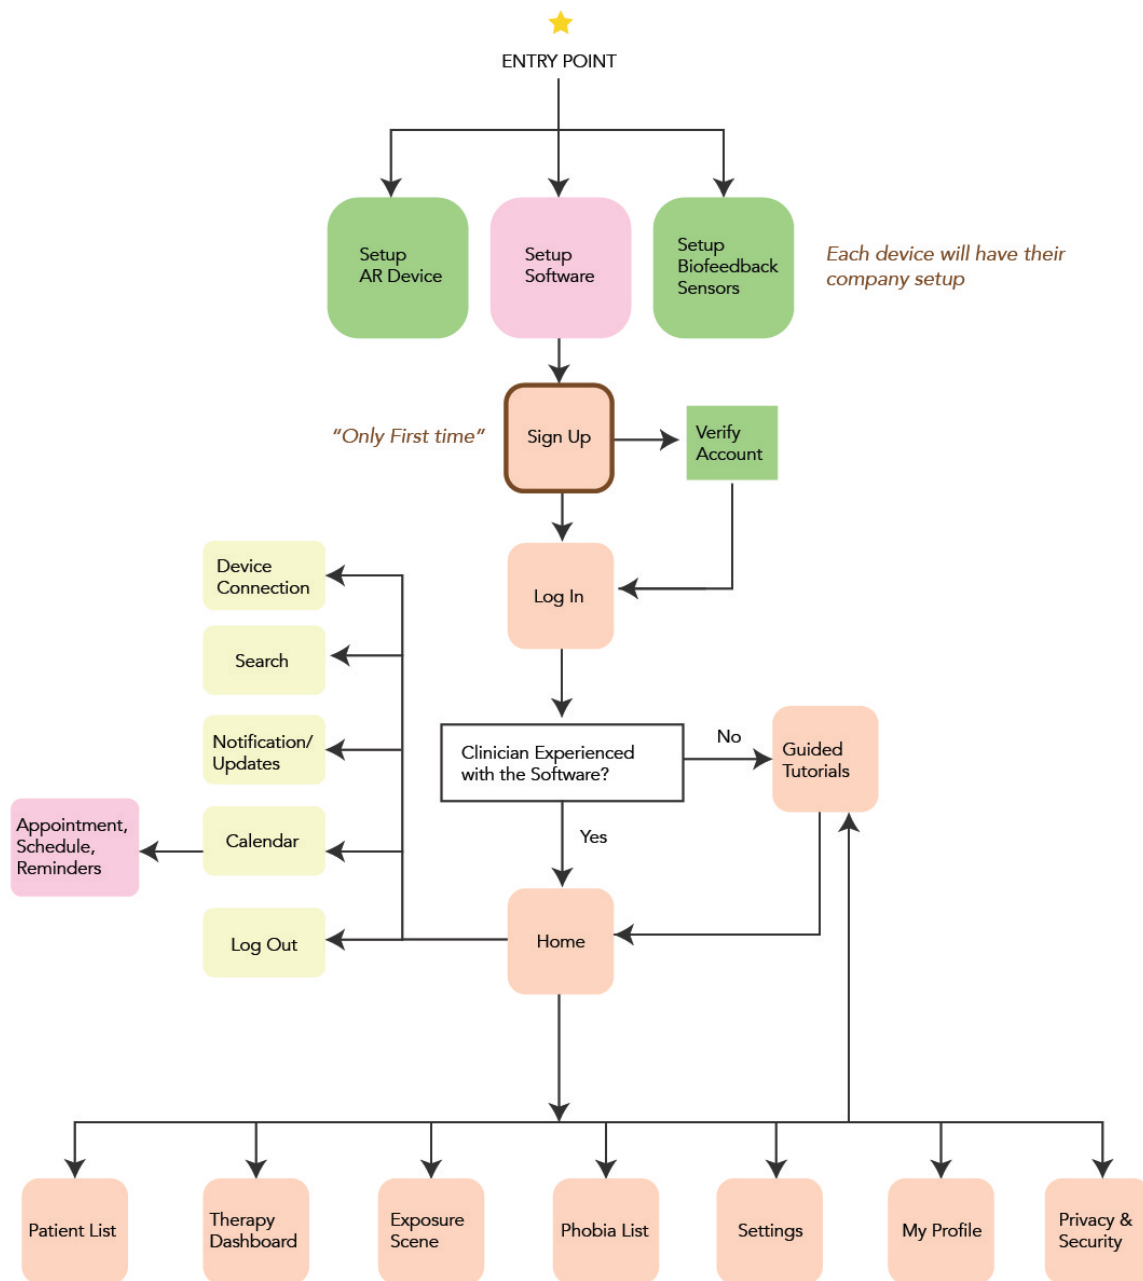 ENTRY POINT
Setup
AR Device
Setup
Software
Setup
Biofeedback
Sensors
Each device will have their
company setup
"Only First time"
Sign Up
Verify
Account
Device
Connection
Log In
Search
Notification/
Updates
Clinician Experienced
with the Software?
No
Guided
Tutorials
Appointment,
Schedule,
Reminders
Calendar
Yes
Log Out
Home
Patient List
Therapy
Dashboard
Exposure
Scene
Phobia List
Settings
My Profile
Privacy &
Security